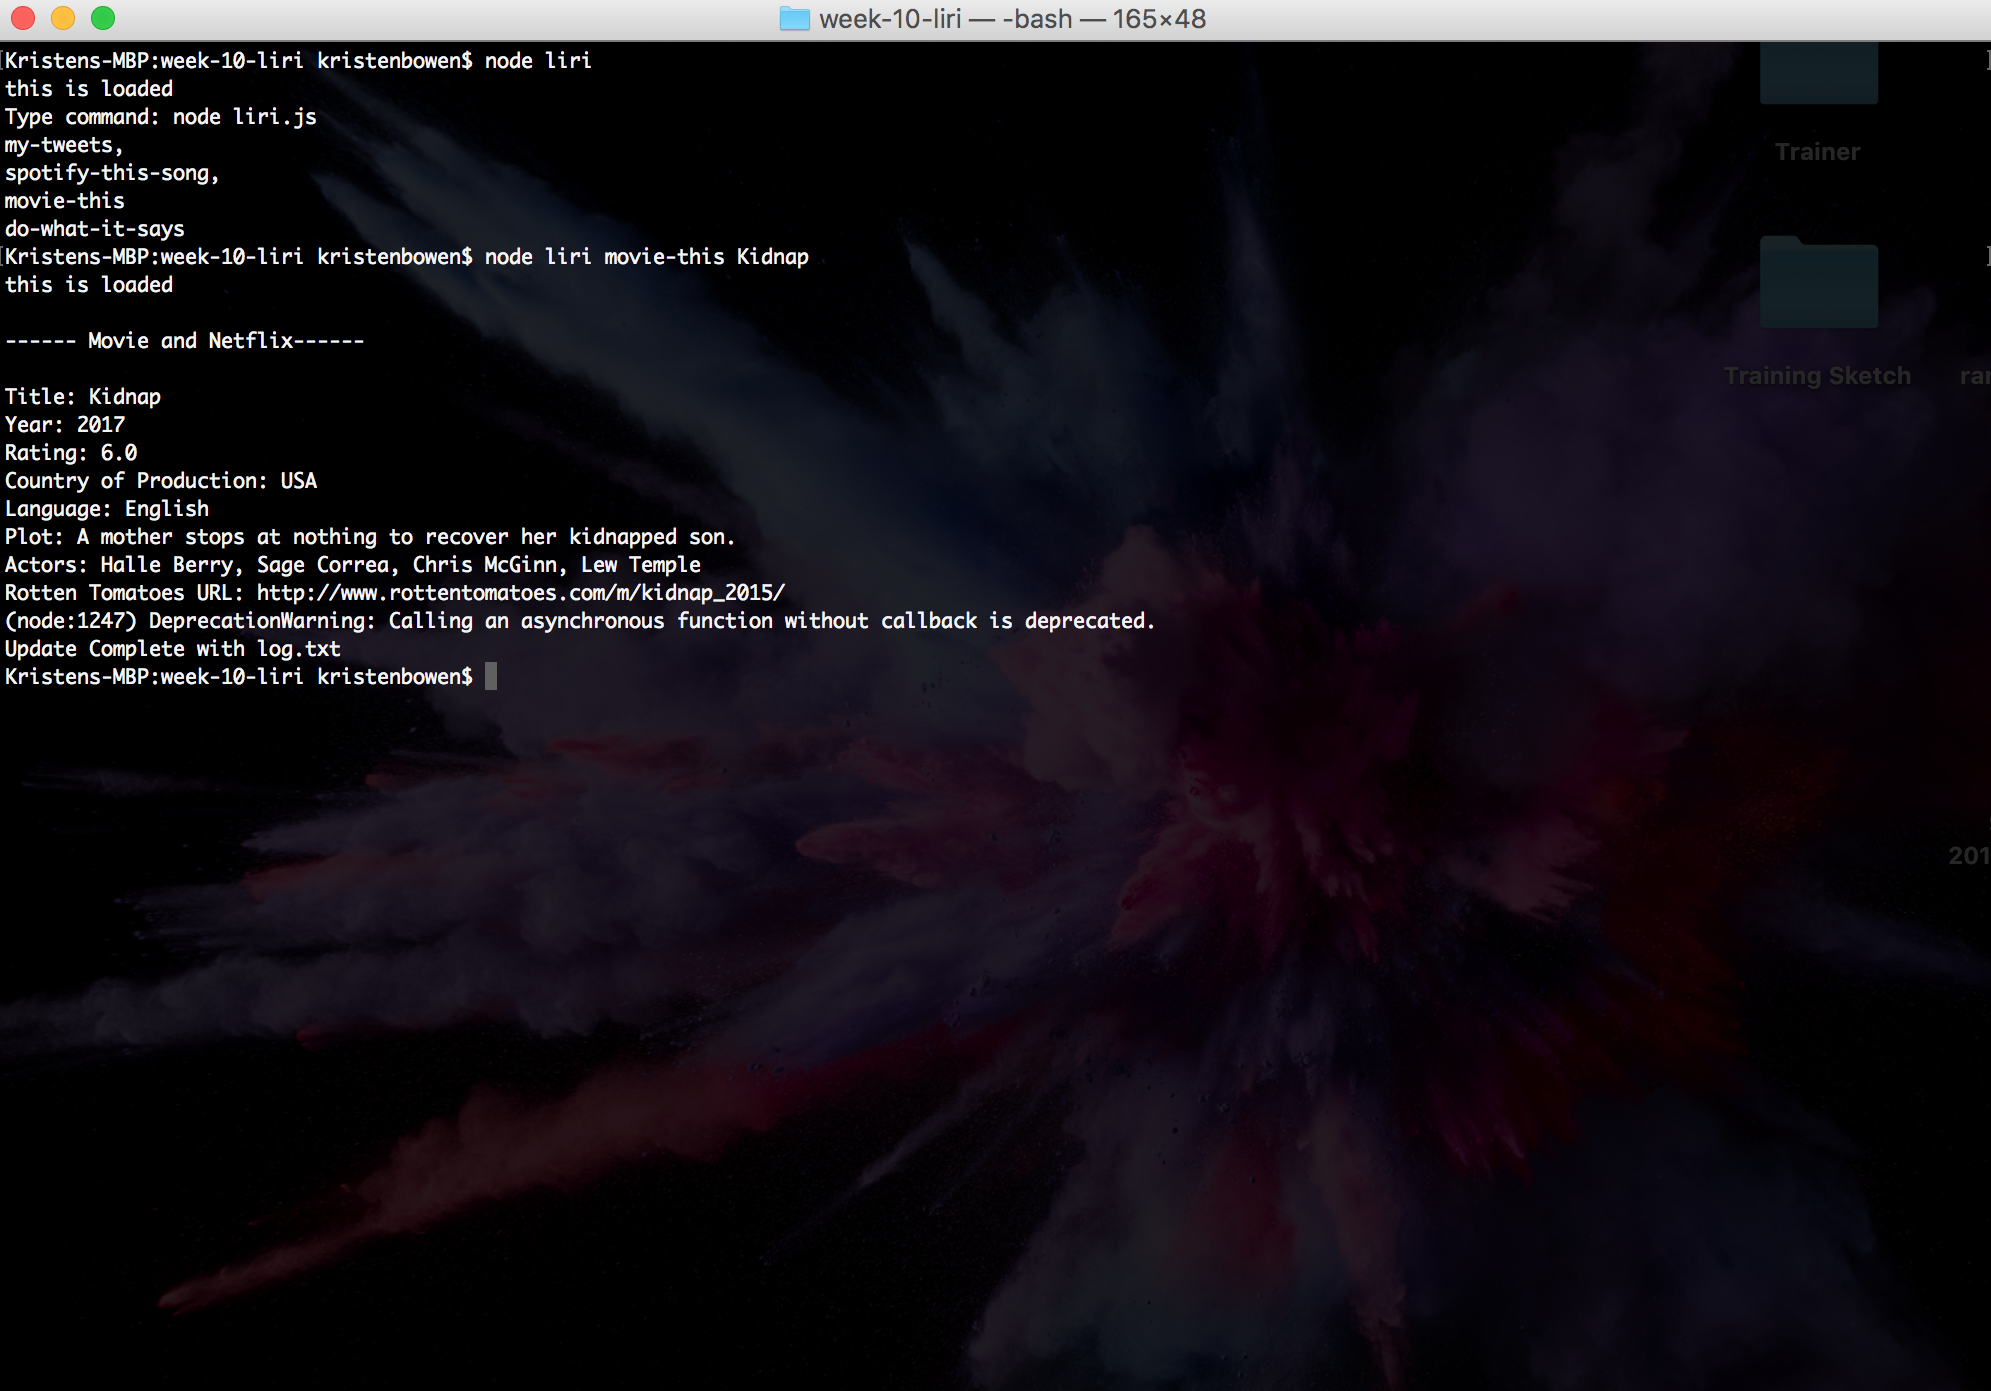 week-10-liri — -bash — 165×48
Kristens-MBP:week-10-liri kristenbowen$ node liri
this is loaded
Type command: node liri.js
my-tweets,
spotify-this-song,
movie-this
do-what-it-says
Kristens-MBP:week-10-liri kristenbowen$ node liri movie-this Kidnap
this is loaded
------ Movie and Netflix------
Title: Kidnap
Year: 2017
Rating: 6.0
Country of Production: USA
Language: English
Plot: A mother stops at nothing to recover her kidnapped son.
Actors: Halle Berry, Sage Correa, Chris McGinn, Lew Temple
Rotten Tomatoes URL: http://www.rottentomatoes.com/m/kidnap_2015/
(node:1247) DeprecationWarning: Calling an asynchronous function without callback is deprecated.
Update Complete with log.txt
Kristens-MBP:week-10-liri kristenbowen$
Trainer
Training Sketch